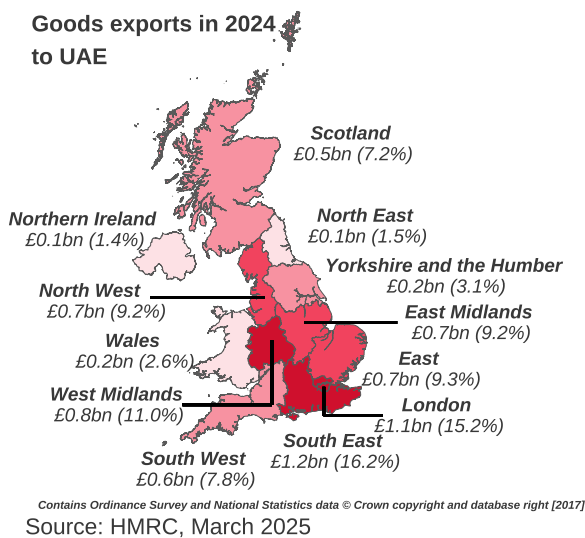 Goods exports in 2024
to UAE
Scotland
£0.5bn (7.2%)
Northern Ireland
£0.1bn (1.4%)
North East
£0.1bn (1.5%)
Yorkshire and the Humber
£0.2bn (3.1%)
North West
£0.7bn (9.2%)
East Midlands
£0.7bn (9.2%)
Wales
£0.2bn (2.6%)
East
£0.7bn (9.3%)
West Midlands
£0.8bn (11.0%)
London
£1.1bn (15.2%)
South East
£1.2bn (16.2%)
South West
£0.6bn (7.8%)
Contains Ordinance Survey and National Statistics data © Crown copyright and database right [2017]
Source: HMRC, March 2025